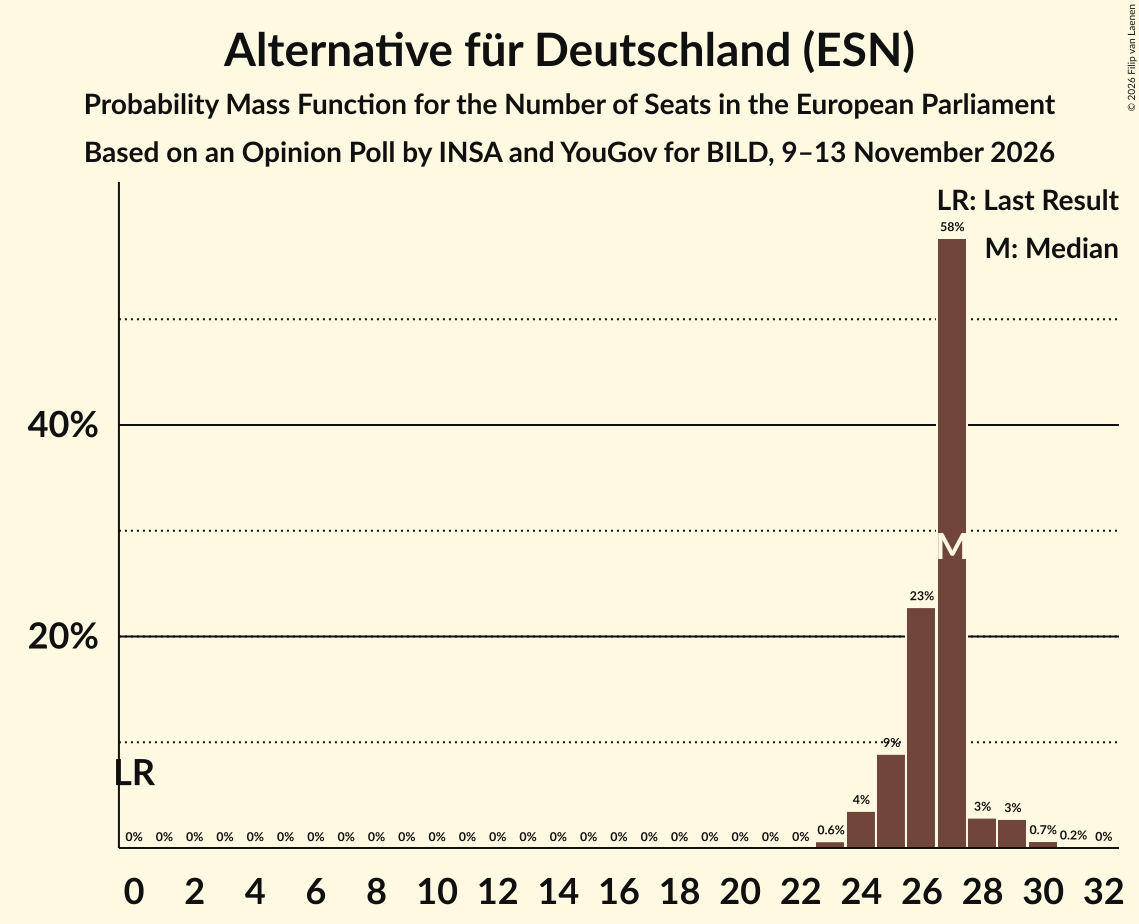 Alternative für Deutschland (ESN)
Probability Mass Function for the Number of Seats in the European Parliament
Based on an Opinion Poll by INSA and YouGov for BILD, 9–13 November 2026
© 2026 Filip van Laenen
LR: Last Result
M: Median
58%
40%
M
23%
20%
9%
LR
4%
3% 3%
0% 0% 0% 0% 0% 0% 0% 0% 0% 0% 0% 0% 0% 0% 0% 0% 0% 0% 0% 0% 0% 0% 0% 0.6% 0.7% 0.2% 0%
0 2 4 6 8 10 12 14 16 18 20 22 24 26 28 30 32